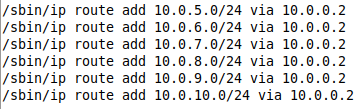 /sbin/ip route add 10.0.5.0/24 via 10.0.0.2
/sbin/ip route add 10.0.6.0/24 via 10.0.0.2
/sbin/ip route add 10.0.7.0/24 via 10.0.0.2
/sbin/ip route add 10.0.8.0/24 via 10.0.0.2
/sbin/ip route add 10.0.9.0/24 via 10.0.0.2
/sbin/ip route add 10.0.10.0/24 via 10.0.0.2